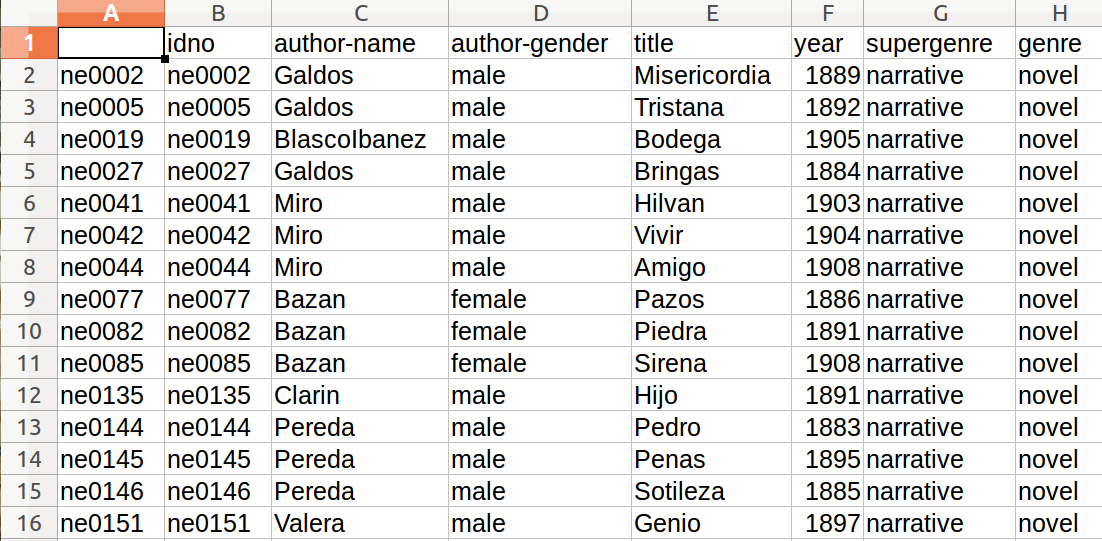 A B C D E F G H
1 idno author-name author-gender title year supergenre genre
2 ne0002 ne0002 Galdos male Misericordia 1889 narrative novel
3 ne0005 ne0005 Galdos male Tristana 1892 narrative novel
4 ne0019 ne0019 BlascoIbanez male Bodega 1905 narrative novel
5 ne0027 ne0027 Galdos male Bringas 1884 narrative novel
6 ne0041 ne0041 Miro male Hilvan 1903 narrative novel
7 ne0042 ne0042 Miro male Vivir 1904 narrative novel
8 ne0044 ne0044 Miro male Amigo 1908 narrative novel
9 ne0077 ne0077 Bazan female Pazos 1886 narrative novel
10 ne0082 ne0082 Bazan female Piedra 1891 narrative novel
11 ne0085 ne0085 Bazan female Sirena 1908 narrative novel
12 ne0135 ne0135 Clarin male Hijo 1891 narrative novel
13 ne0144 ne0144 Pereda male Pedro 1883 narrative novel
14 ne0145 ne0145 Pereda male Penas 1895 narrative novel
15 ne0146 ne0146 Pereda male Sotileza 1885 narrative novel
16 ne0151 ne0151 Valera male Genio 1897 narrative novel